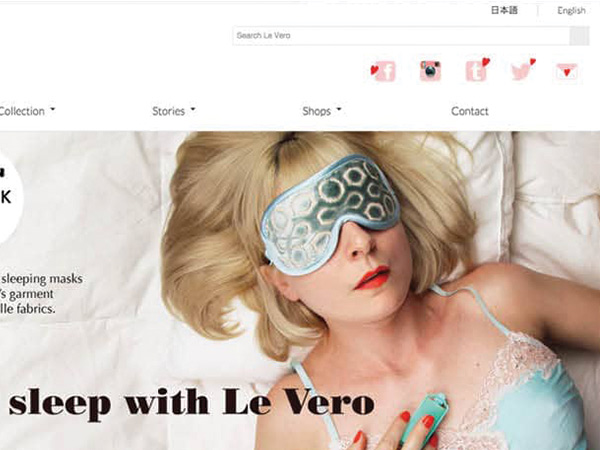 日本語 English
Search Le Vero
Collection Stories Shops Contact
K
sleeping masks
's garment
lle fabrics.
sleep with Le Vero